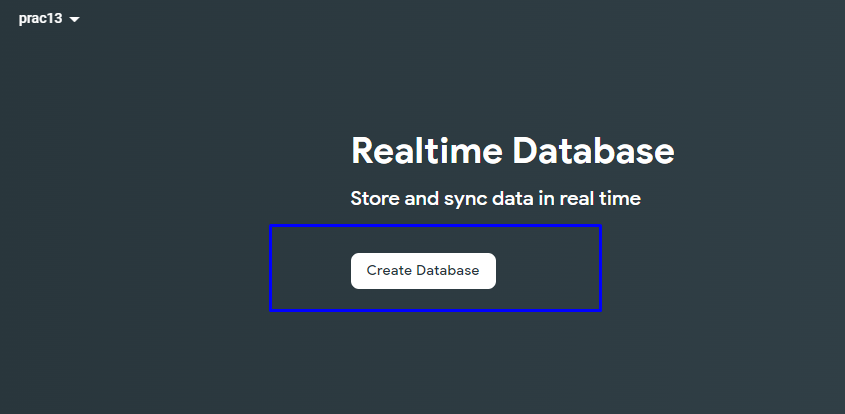 prac13
Realtime Database
Store and sync data in real time
Create Database